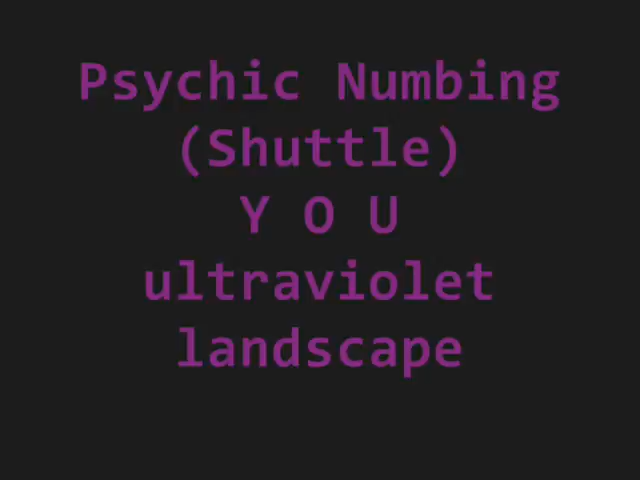 Psychic Numbing
(Shuttle)
Y O U
ultraviolet
landscape